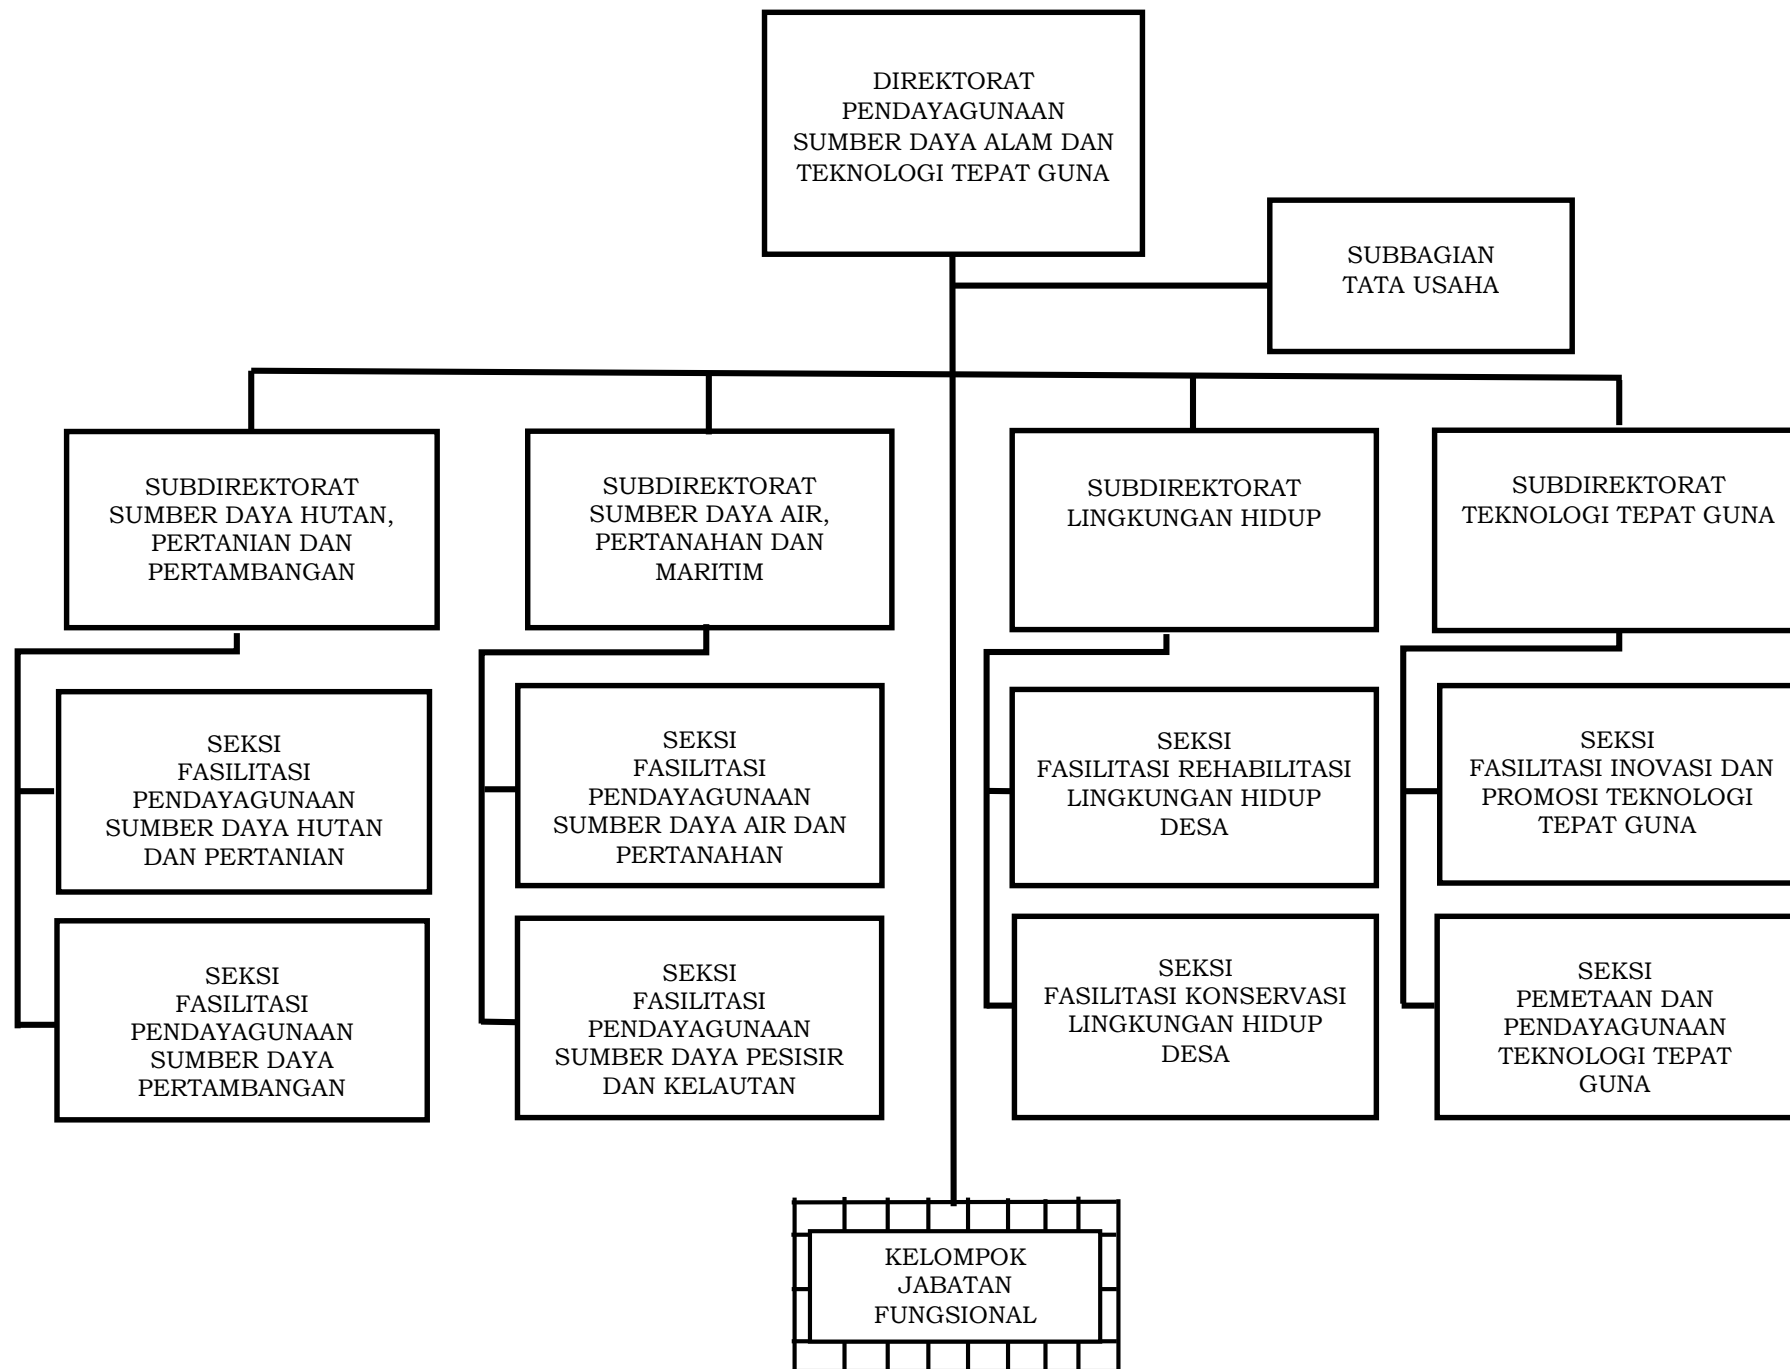 DIREKTORAT
PENDAYAGUNAAN
SUMBER DAYA ALAM DAN
TEKNOLOGI TEPAT GUNA
SUBBAGIAN
TATA USAHA
SUBDIREKTORAT
SUMBER DAYA HUTAN,
PERTANIAN DAN
PERTAMBANGAN
SUBDIREKTORAT
SUMBER DAYA AIR,
PERTANAHAN DAN
MARITIM
SUBDIREKTORAT
LINGKUNGAN HIDUP
SUBDIREKTORAT
TEKNOLOGI TEPAT GUNA
SEKSI
FASILITASI
PENDAYAGUNAAN
SUMBER DAYA HUTAN
DAN PERTANIAN
SEKSI
FASILITASI
PENDAYAGUNAAN
SUMBER DAYA AIR DAN
PERTANAHAN
SEKSI
FASILITASI REHABILITASI
LINGKUNGAN HIDUP
DESA
SEKSI
FASILITASI INOVASI DAN
PROMOSI TEKNOLOGI
TEPAT GUNA
SEKSI
FASILITASI
PENDAYAGUNAAN
SUMBER DAYA
PERTAMBANGAN
SEKSI
FASILITASI
PENDAYAGUNAAN
SUMBER DAYA PESISIR
DAN KELAUTAN
SEKSI
FASILITASI KONSERVASI
LINGKUNGAN HIDUP
DESA
SEKSI
PEMETAAN DAN
PENDAYAGUNAAN
TEKNOLOGI TEPAT
GUNA
KELOMPOK
JABATAN
FUNGSIONAL